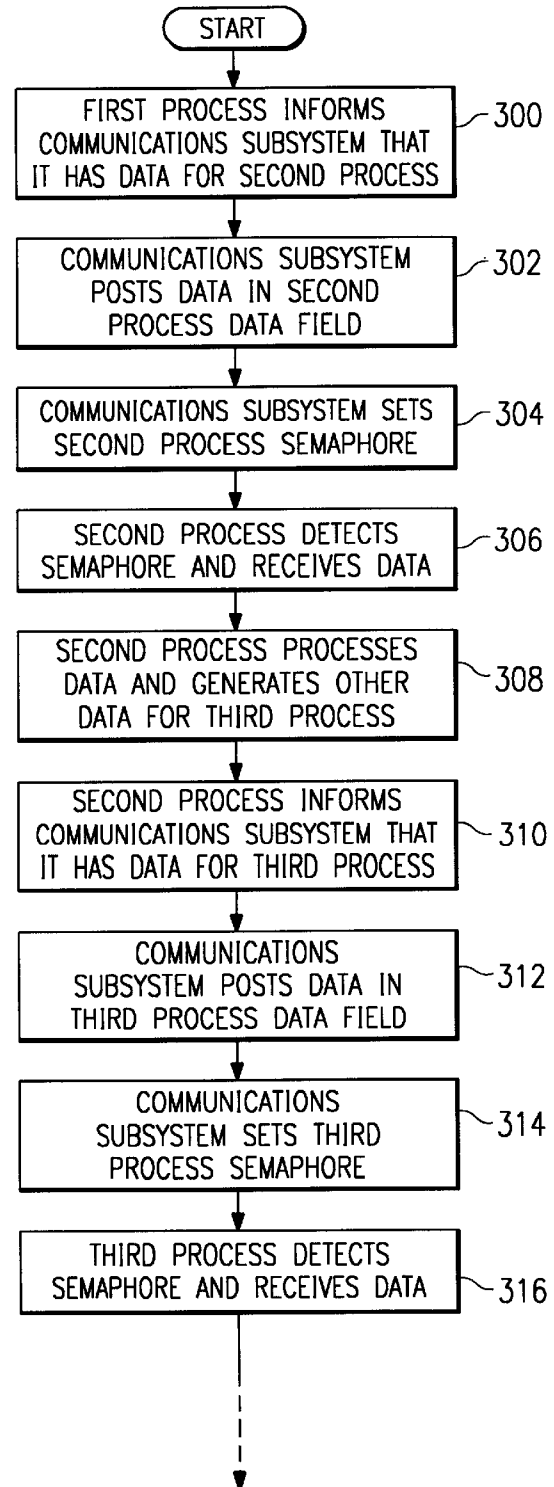 START
FIRST PROCESS INFORMS
COMMUNICATIONS SUBSYSTEM THAT
IT HAS DATA FOR SECOND PROCESS
300
COMMUNICATIONS SUBSYSTEM
POSTS DATA IN SECOND
PROCESS DATA FIELD
302
COMMUNICATIONS SUBSYSTEM SETS
SECOND PROCESS SEMAPHORE
304
SECOND PROCESS DETECTS
SEMAPHORE AND RECEIVES DATA
306
SECOND PROCESS PROCESSES
DATA AND GENERATES OTHER
DATA FOR THIRD PROCESS
308
SECOND PROCESS INFORMS
COMMUNICATIONS SUBSYSTEM THAT
IT HAS DATA FOR THIRD PROCESS
310
COMMUNICATIONS
SUBSYSTEM POSTS DATA IN
THIRD PROCESS DATA FIELD
312
COMMUNICATIONS
SUBSYSTEM SETS THIRD
PROCESS SEMAPHORE
314
THIRD PROCESS DETECTS
SEMAPHORE AND RECEIVES DATA
316